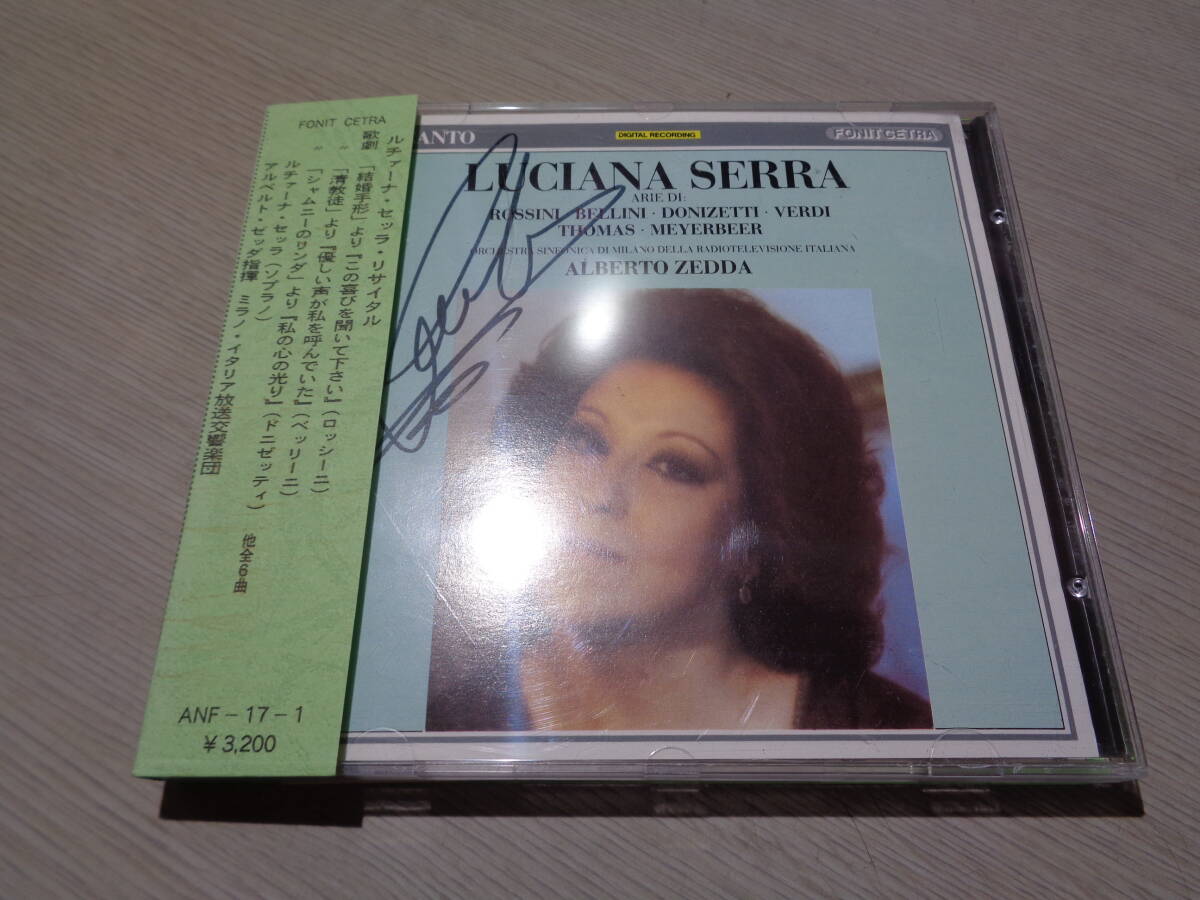 FONIT CETRA
ルチァーナ・セッラ・リサイタル
歌劇「結婚手形」より『この喜びを聞いて下さい』(ロッシーニ)
〃「清教徒」より『優しい声が私を呼んでいた』(ベッリーニ)
〃「シャムニーのリンダ」より『私の心の光り』(ドニゼッティ)
他全6曲
ルチァーナ・セッラ(ソプラノ)
アルベルト・ゼッダ指揮 ミラノ・イタリア放送交響楽団
ANF-17-1
¥3,200
ANTO
DIGITAL RECORDING
FONIT CETRA
LUCIANA SERRA
ARIE DI:
ROSSINI · BELLINI · DONIZETTI · VERDI
THOMAS · MEYERBEER
ORCHESTRA SINFONICA DI MILANO DELLA RADIOTELEVISIONE ITALIANA
ALBERTO ZEDDA